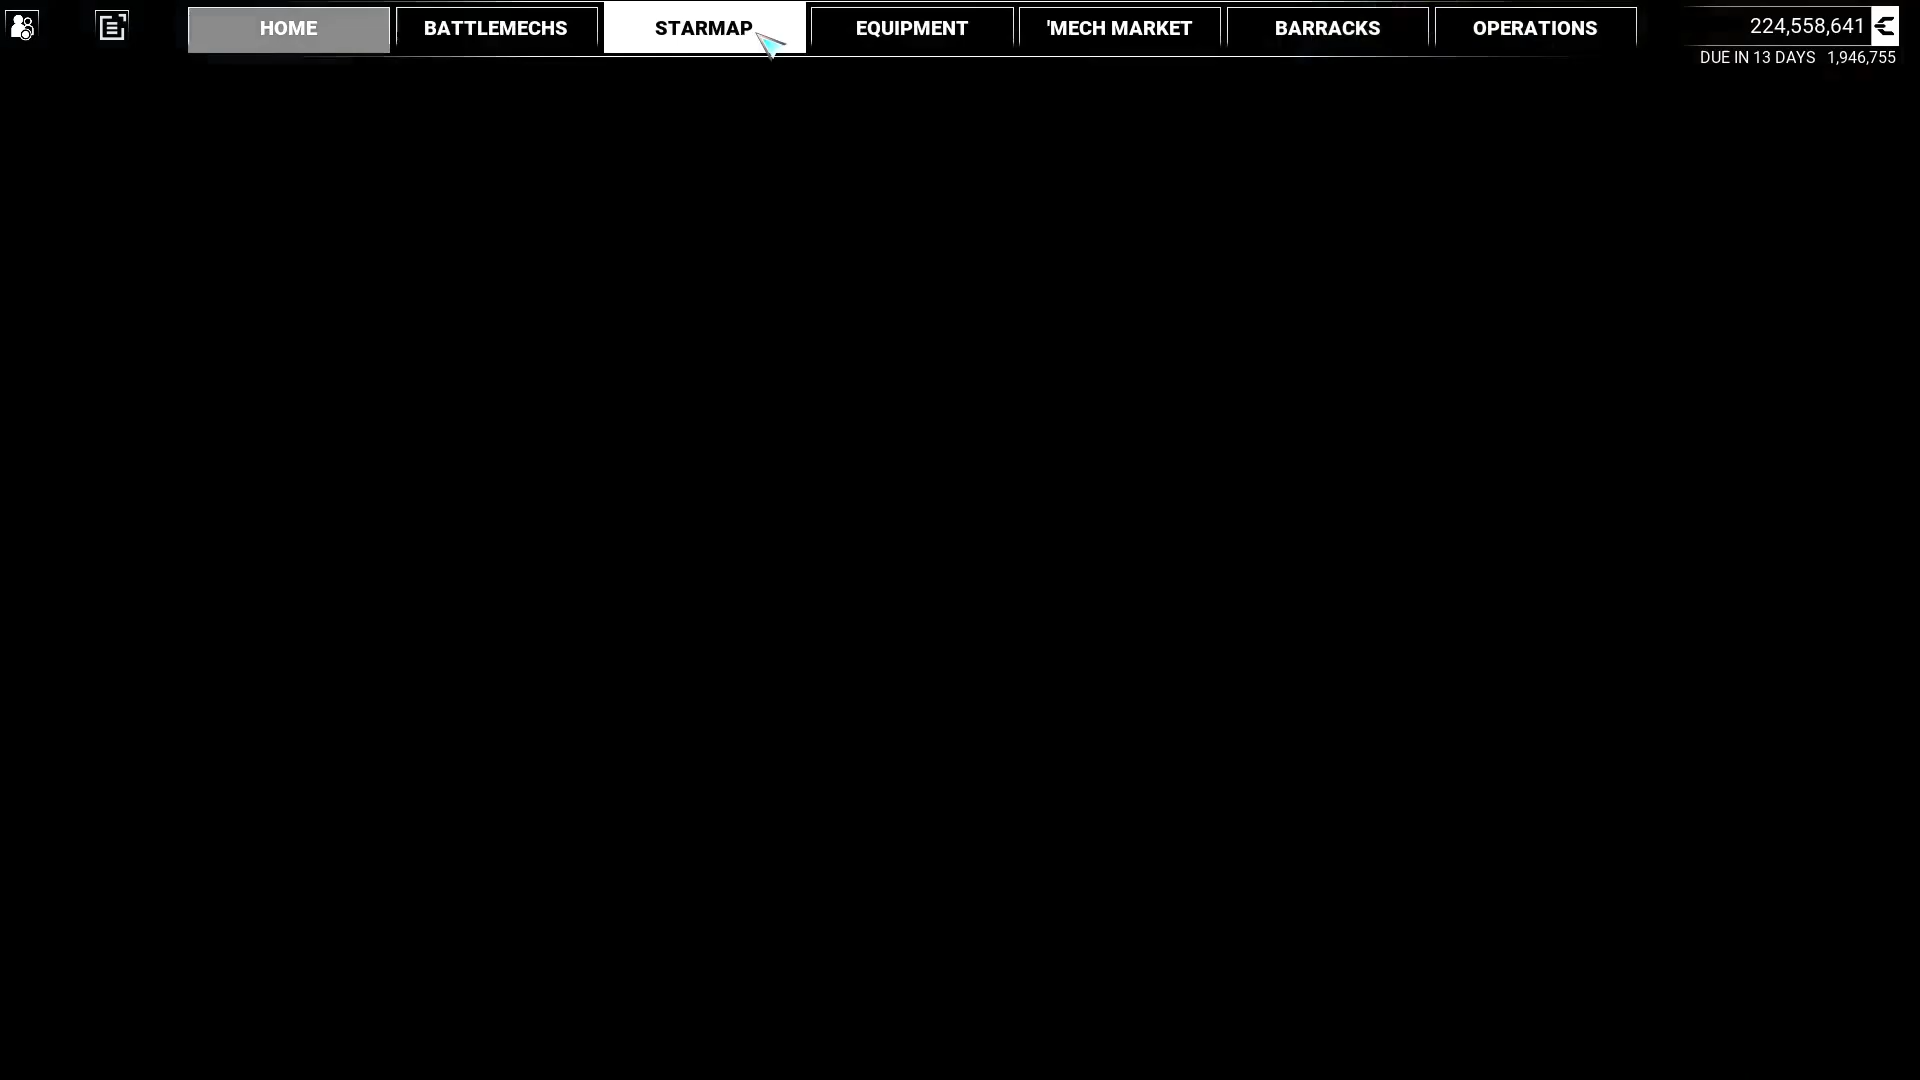 HOME BATTLEMECHS STARMAP EQUIPMENT 'MECH MARKET BARRACKS OPERATIONS 224,558,641
DUE IN 13 DAYS 1,946,755